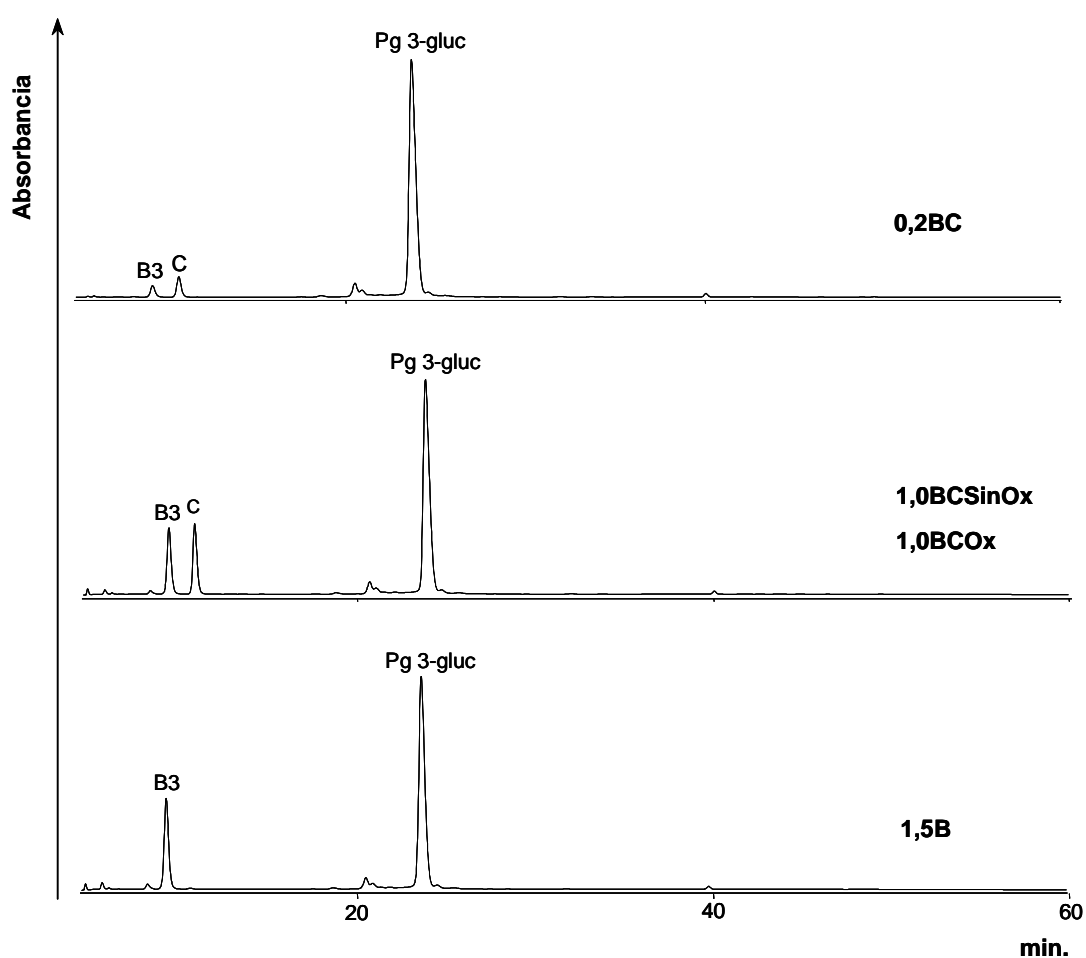 Absorbancia
Pg 3-gluc
B3 C
0,2BC
Pg 3-gluc
B3 C
1,0BCSinOx
1,0BCOx
Pg 3-gluc
B3
1,5B
20 40 60
min.